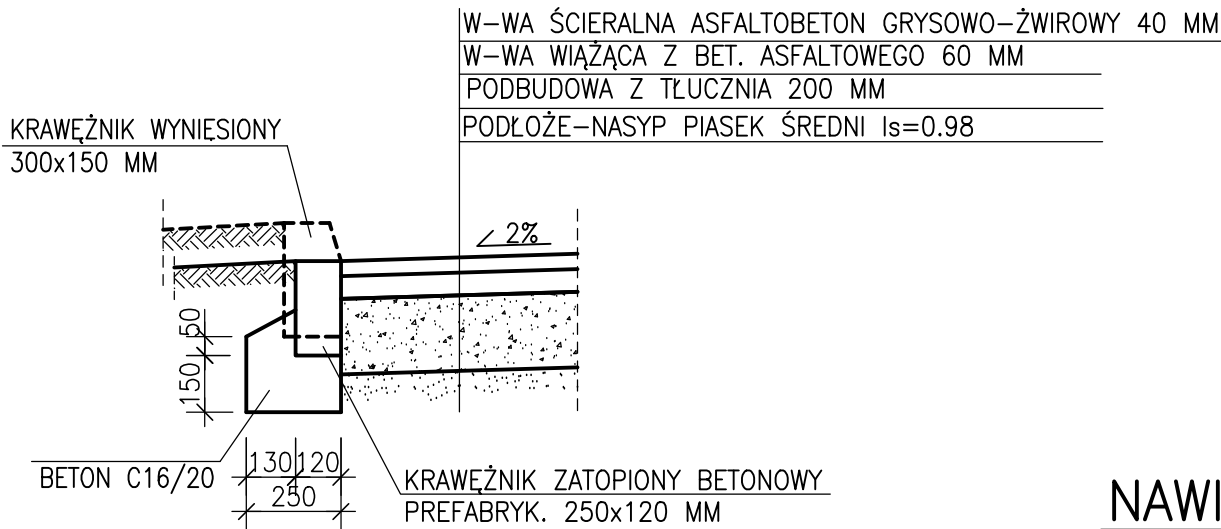 W-WA ŚCIERALNA ASFALTOBETON GRYSOWO-ŻWIROWY 40 MM
W-WA WIĄŻĄCA Z BET. ASFALTOWEGO 60 MM
PODBUDOWA Z TŁUCZNIA 200 MM
PODŁOŻE-NASYP PIASEK ŚREDNI Is=0.98
KRAWĘŻNIK WYNIESIONY
300x150 MM
2%
50
150
BETON C16/20
130
120
250
KRAWĘŻNIK ZATOPIONY BETONOWY
PREFABRYK. 250x120 MM
NAWI